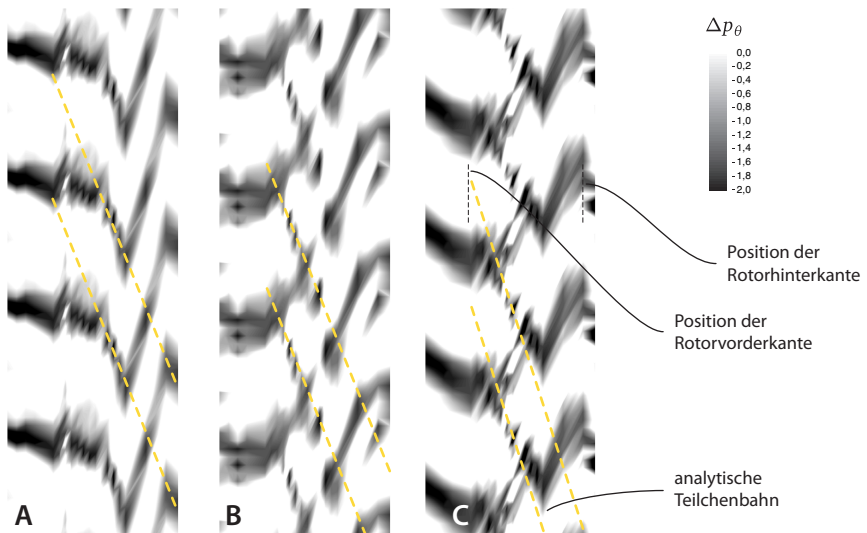 Δp_θ
0,0
-0,2
-0,4
-0,6
-0,8
-1,0
-1,2
-1,4
-1,6
-1,8
-2,0
Position der
Rotorhinterkante
Position der
Rotorvorderkante
analytische
Teilchenbahn
A
B
C